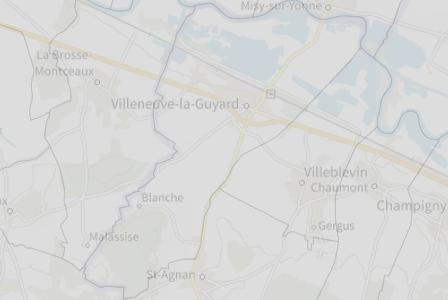 Misy-sur-Yonne
La Brosse-
Montceaux
Villeneuve-la-Guyard
Villeblevin
Chaumont
Champigny
Blanche
Gergus
Malassise
St-Agnan